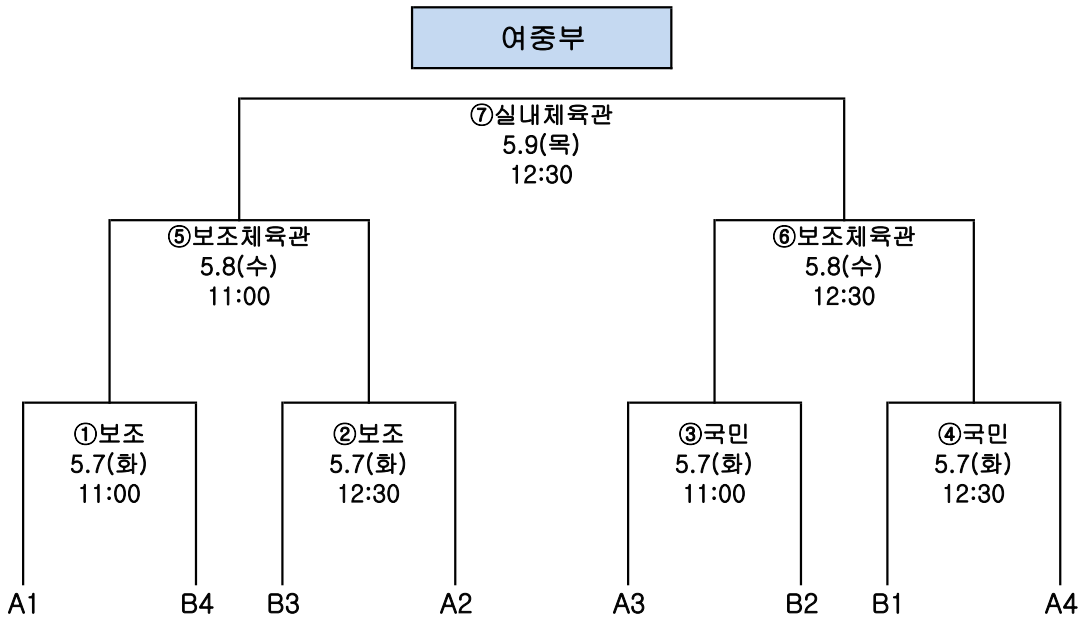 여중부
⑦실내체육관
5.9(목)
12:30
⑤보조체육관
5.8(수)
11:00
⑥보조체육관
5.8(수)
12:30
①보조
5.7(화)
11:00
②보조
5.7(화)
12:30
③국민
5.7(화)
11:00
④국민
5.7(화)
12:30
A1 B4 B3 A2 A3 B2 B1 A4